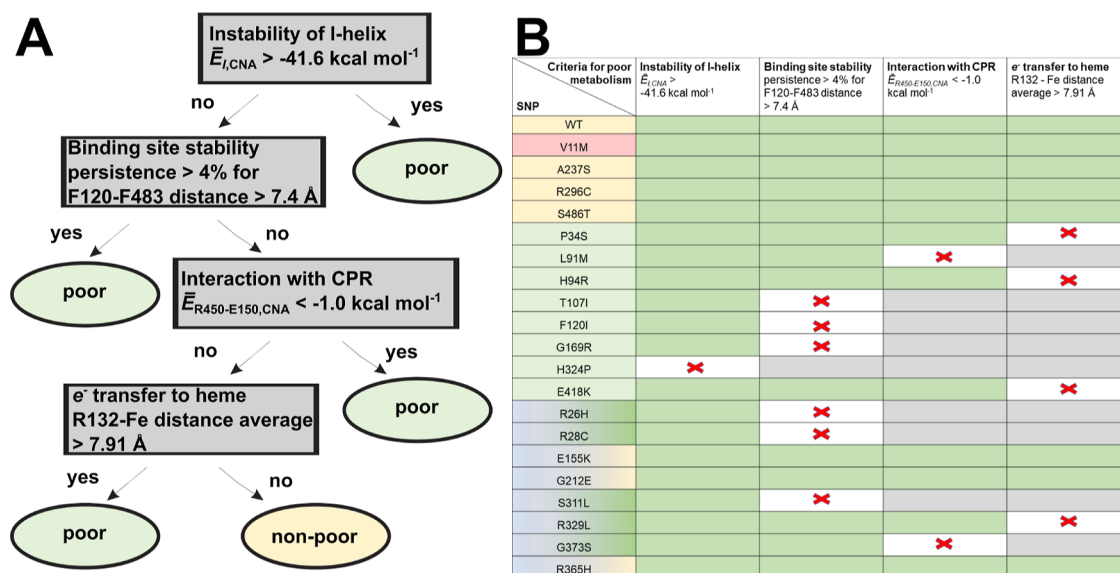 A
Instability of I-helix
Ē̄I,CNA > -41.6 kcal mol-1
no
yes
Binding site stability
persistence > 4% for
F120-F483 distance > 7.4 Å
poor
yes
no
poor
Interaction with CPR
ĒR450-E150,CNA < -1.0 kcal mol-1
no
yes
e- transfer to heme
R132-Fe distance average
> 7.91 Å
poor
yes
no
poor
non-poor
B
Criteria for poor
metabolism
SNP
Instability of I-helix
ĒI,CNA >
-41.6 kcal mol-1
Binding site stability
persistence > 4% for
F120-F483 distance
> 7.4 Å
Interaction with CPR
ĒR450-E150,CNA < -1.0
kcal mol-1
e- transfer to heme
R132 - Fe distance
average > 7.91 Å
WT
V11M
A237S
R296C
S486T
P34S
L91M
H94R
T107I
F120I
G169R
H324P
E418K
R26H
R28C
E155K
G212E
S311L
R329L
G373S
R365H